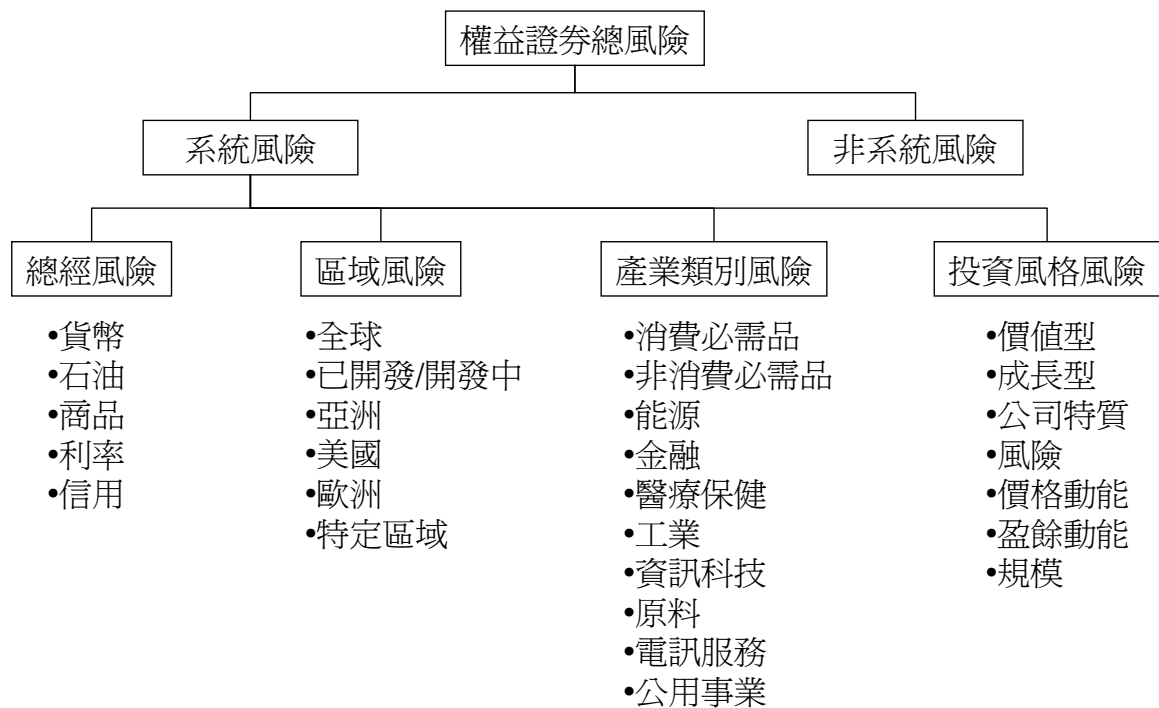 權益證券總風險
系統風險
非系統風險
總經風險
•貨幣
•石油
•商品
•利率
•信用
區域風險
•全球
•已開發/開發中
•亞洲
•美國
•歐洲
•特定區域
產業類別風險
•消費必需品
•非消費必需品
•能源
•金融
•醫療保健
•工業
•資訊科技
•原料
•電訊服務
•公用事業
投資風格風險
•價值型
•成長型
•公司特質
•風險
•價格動能
•盈餘動能
•規模